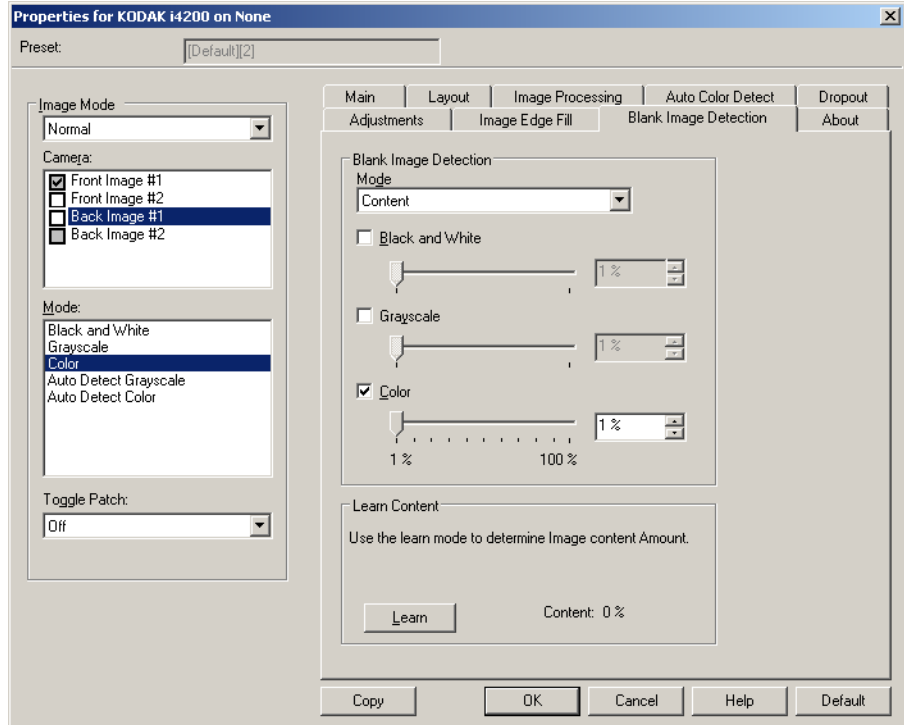 Properties for KODAK i4200 on None
Preset:
[Default][2]
Image Mode
Normal
Camera:
Front Image #1
Front Image #2
Back Image #1
Back Image #2
Mode:
Black and White
Grayscale
Color
Auto Detect Grayscale
Auto Detect Color
Toggle Patch:
Off
Main Layout Image Processing Auto Color Detect Dropout
Adjustments Image Edge Fill Blank Image Detection About
Blank Image Detection
Mode
Content
Black and White
1 %
Grayscale
1 %
Color
1 %
1 % 100 %
Learn Content
Use the learn mode to determine Image content Amount.
Learn Content: 0 %
Copy OK Cancel Help Default